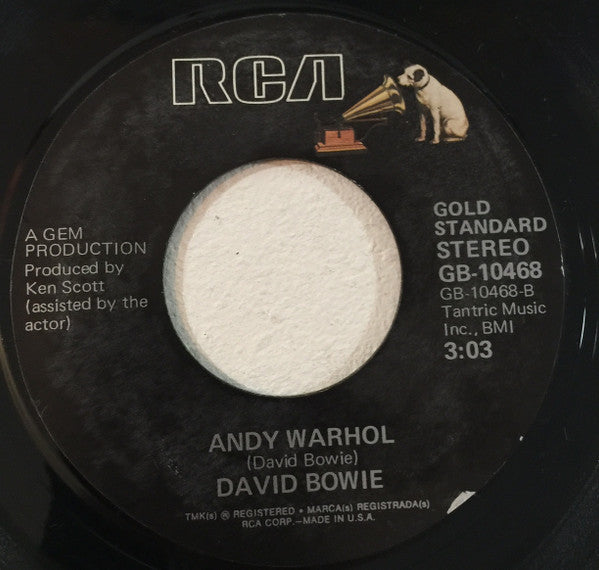 RCA
A GEM
PRODUCTION
Produced by
Ken Scott
(assisted by the
actor)
GOLD
STANDARD
STEREO
GB-10468
GB-10468-B
Tantric Music
Inc., BMI
3:03
ANDY WARHOL
(David Bowie)
DAVID BOWIE
TMK(s) ® REGISTERED • MARCA(s) REGISTRADA(s)
RCA CORP.—MADE IN U.S.A.